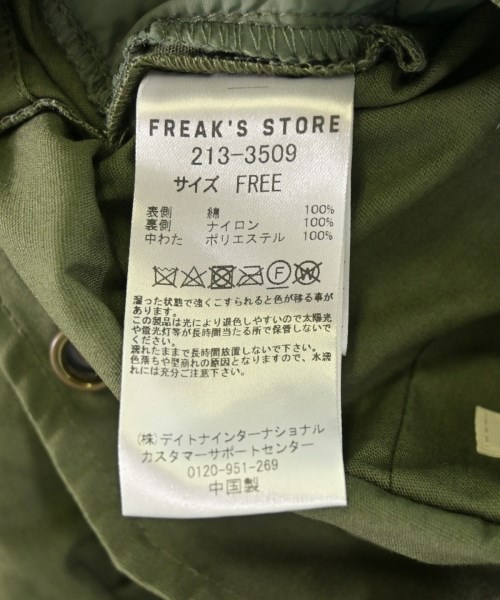 FREAK'S STORE
213-3509
サイズ FREE
表側 綿 100%
裏側 ナイロン 100%
中わた ポリエステル 100%
湿った状態で強くこすられると色が移る事が
あります。
この製品は光により退色しやすいので太陽光
や蛍光灯等が長時間当たる所で保管しないで
ください。
濡れたままで長時間放置しないで下さい。
色落ちや型崩れの原因となりますので、水濡
れには充分ご注意下さい。
(株)デイトナインターナショナル
カスタマーサポートセンター
0120-951-269
中国製